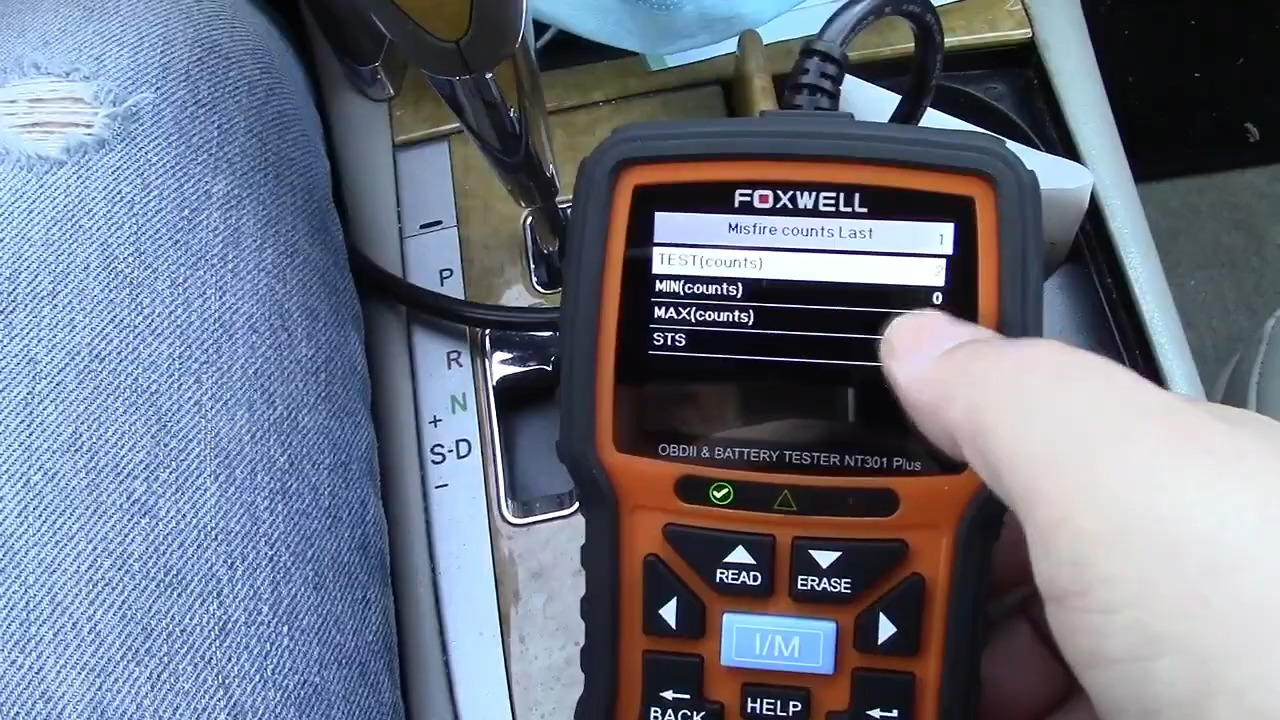 FOXWELL
Misfire counts Last 1
TEST(counts) 2
MIN(counts) 0
MAX(counts)
STS
OBDII & BATTERY TESTER NT301 Plus
READ
ERASE
I/M
BACK
HELP
P
R
N
+
S-D
-